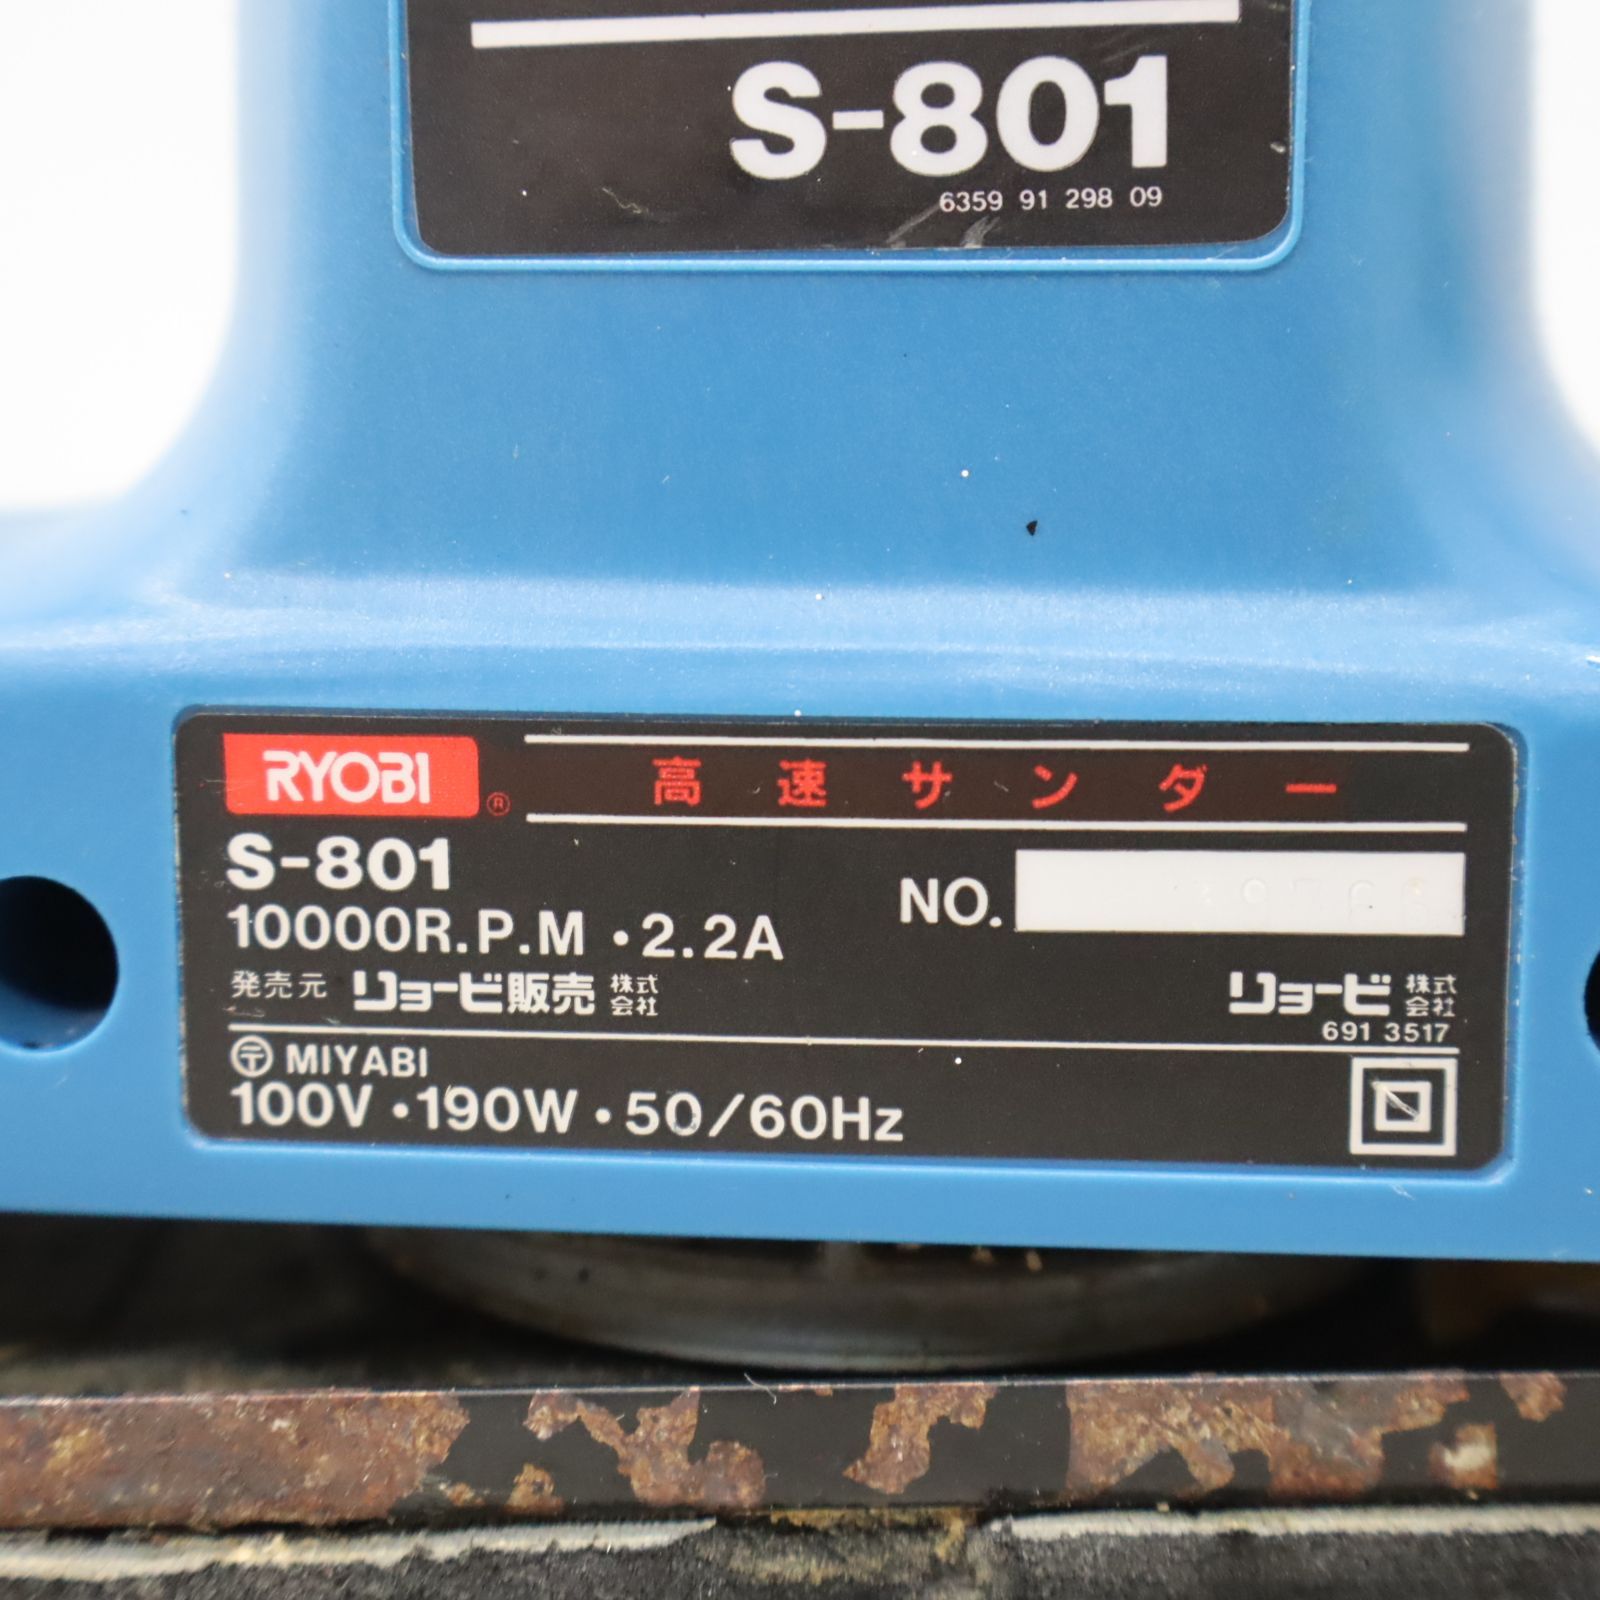 S-801
6359 91 298 09
RYOBI ® 高速サンダー
S-801
NO.
10000R.P.M・2.2A
発売元 リョービ販売 株式会社
リョービ 株式会社
691 3517
〒 MIYABI
100V・190W・50/60Hz